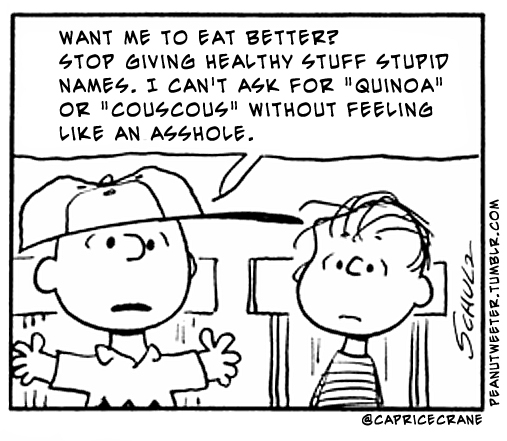 WANT ME TO EAT BETTER?
STOP GIVING HEALTHY STUFF STUPID
NAMES. I CAN'T ASK FOR "QUINOA"
OR "COUSCOUS" WITHOUT FEELING
LIKE AN ASSHOLE.
SCHULZ
PEANUTWEETER.TUMBLR.COM
@CAPRICECRANE